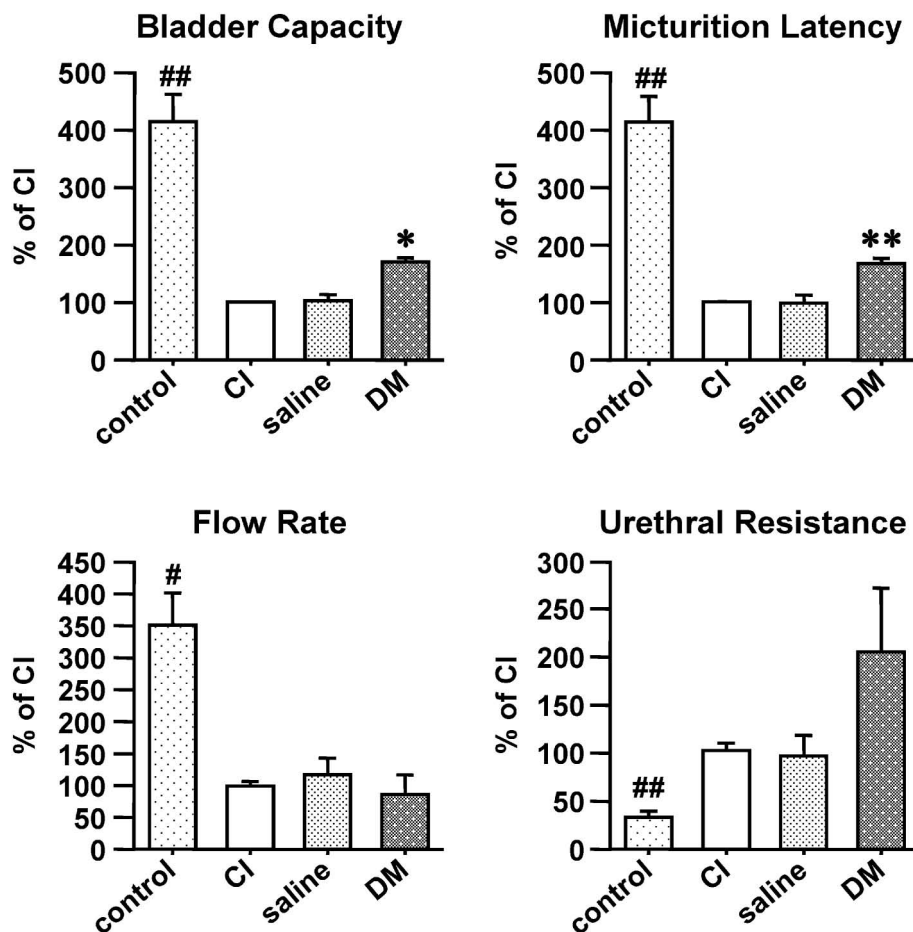 Bladder Capacity
% of CI
500
400
300
200
100
0
##
*
control
CI
saline
DM
Micturition Latency
% of CI
500
400
300
200
100
0
##
**
control
CI
saline
DM
Flow Rate
% of CI
450
400
350
300
250
200
150
100
50
0
#
control
CI
saline
DM
Urethral Resistance
% of CI
300
250
200
150
100
50
0
##
control
CI
saline
DM